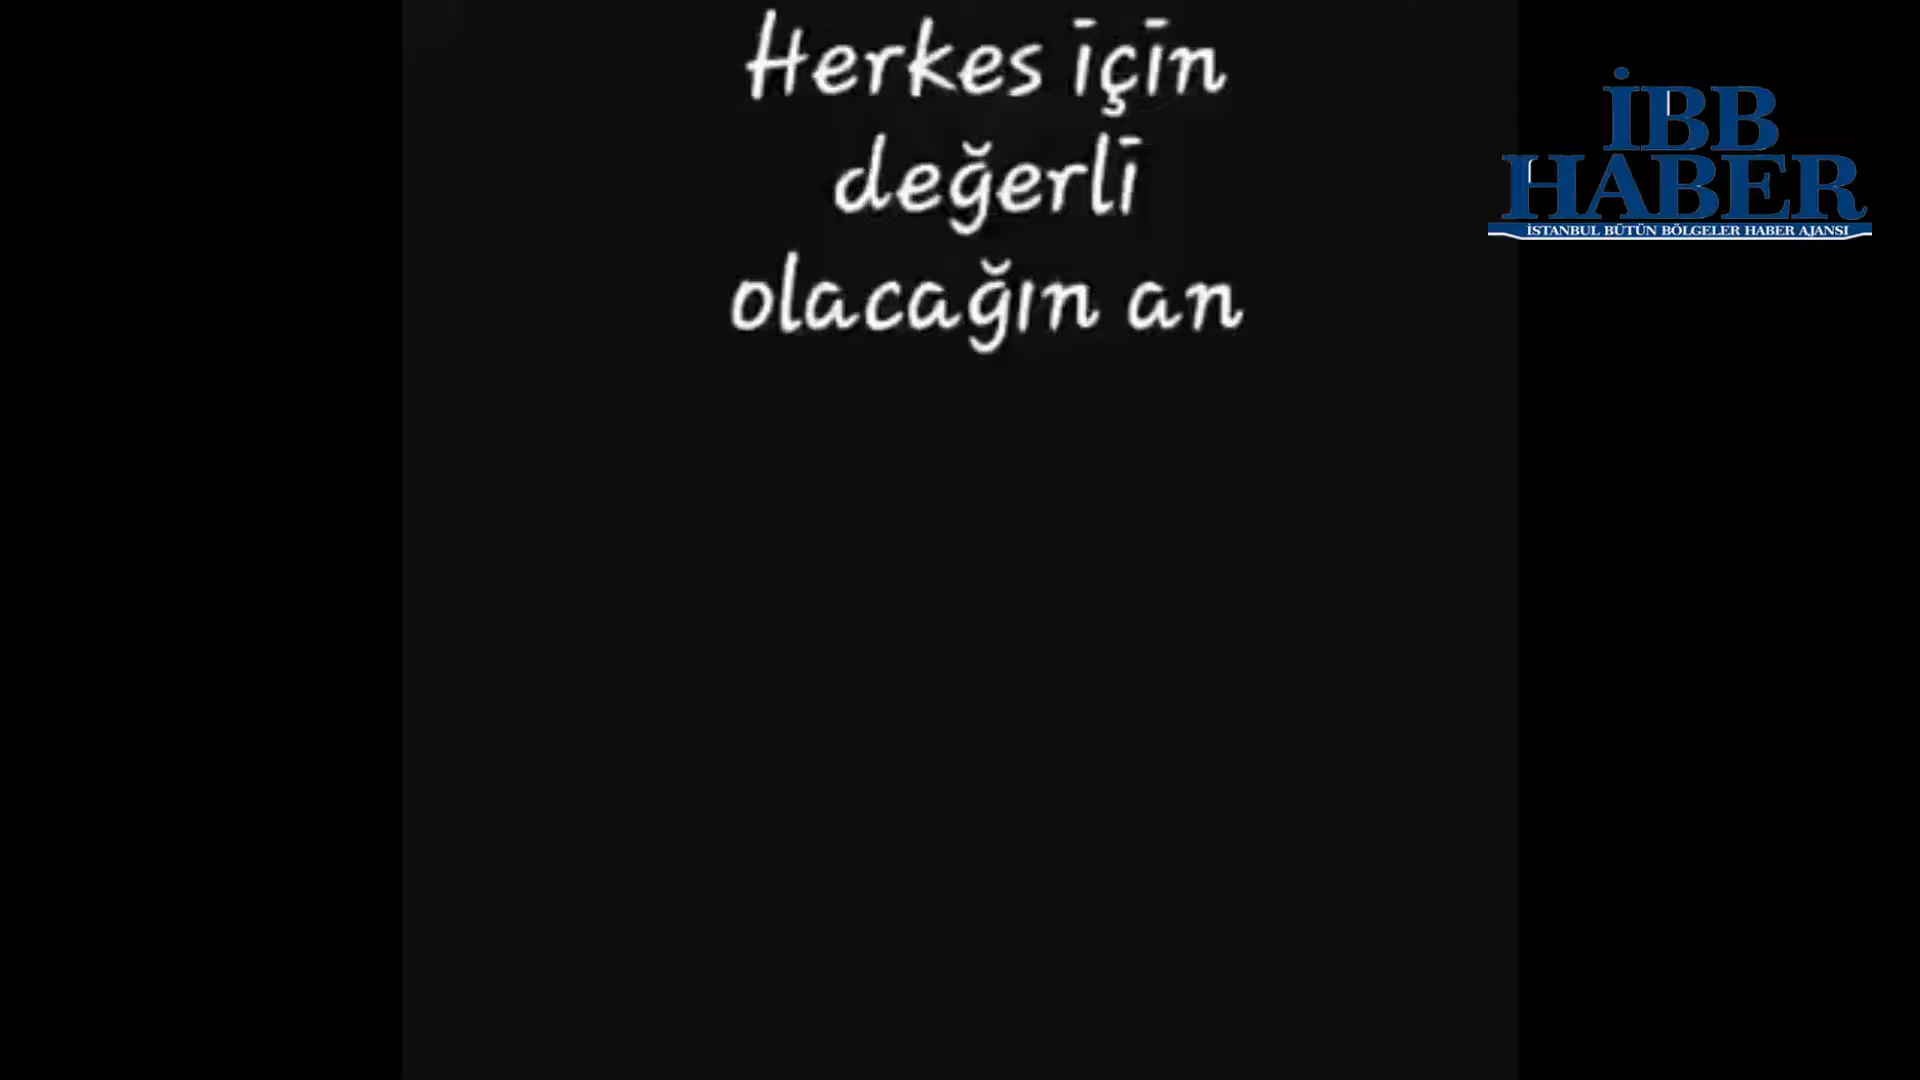 Herkes için
değerli
olacağın an
İBB
HABER
İSTANBUL BÜTÜN BÖLGELER HABER AJANSI